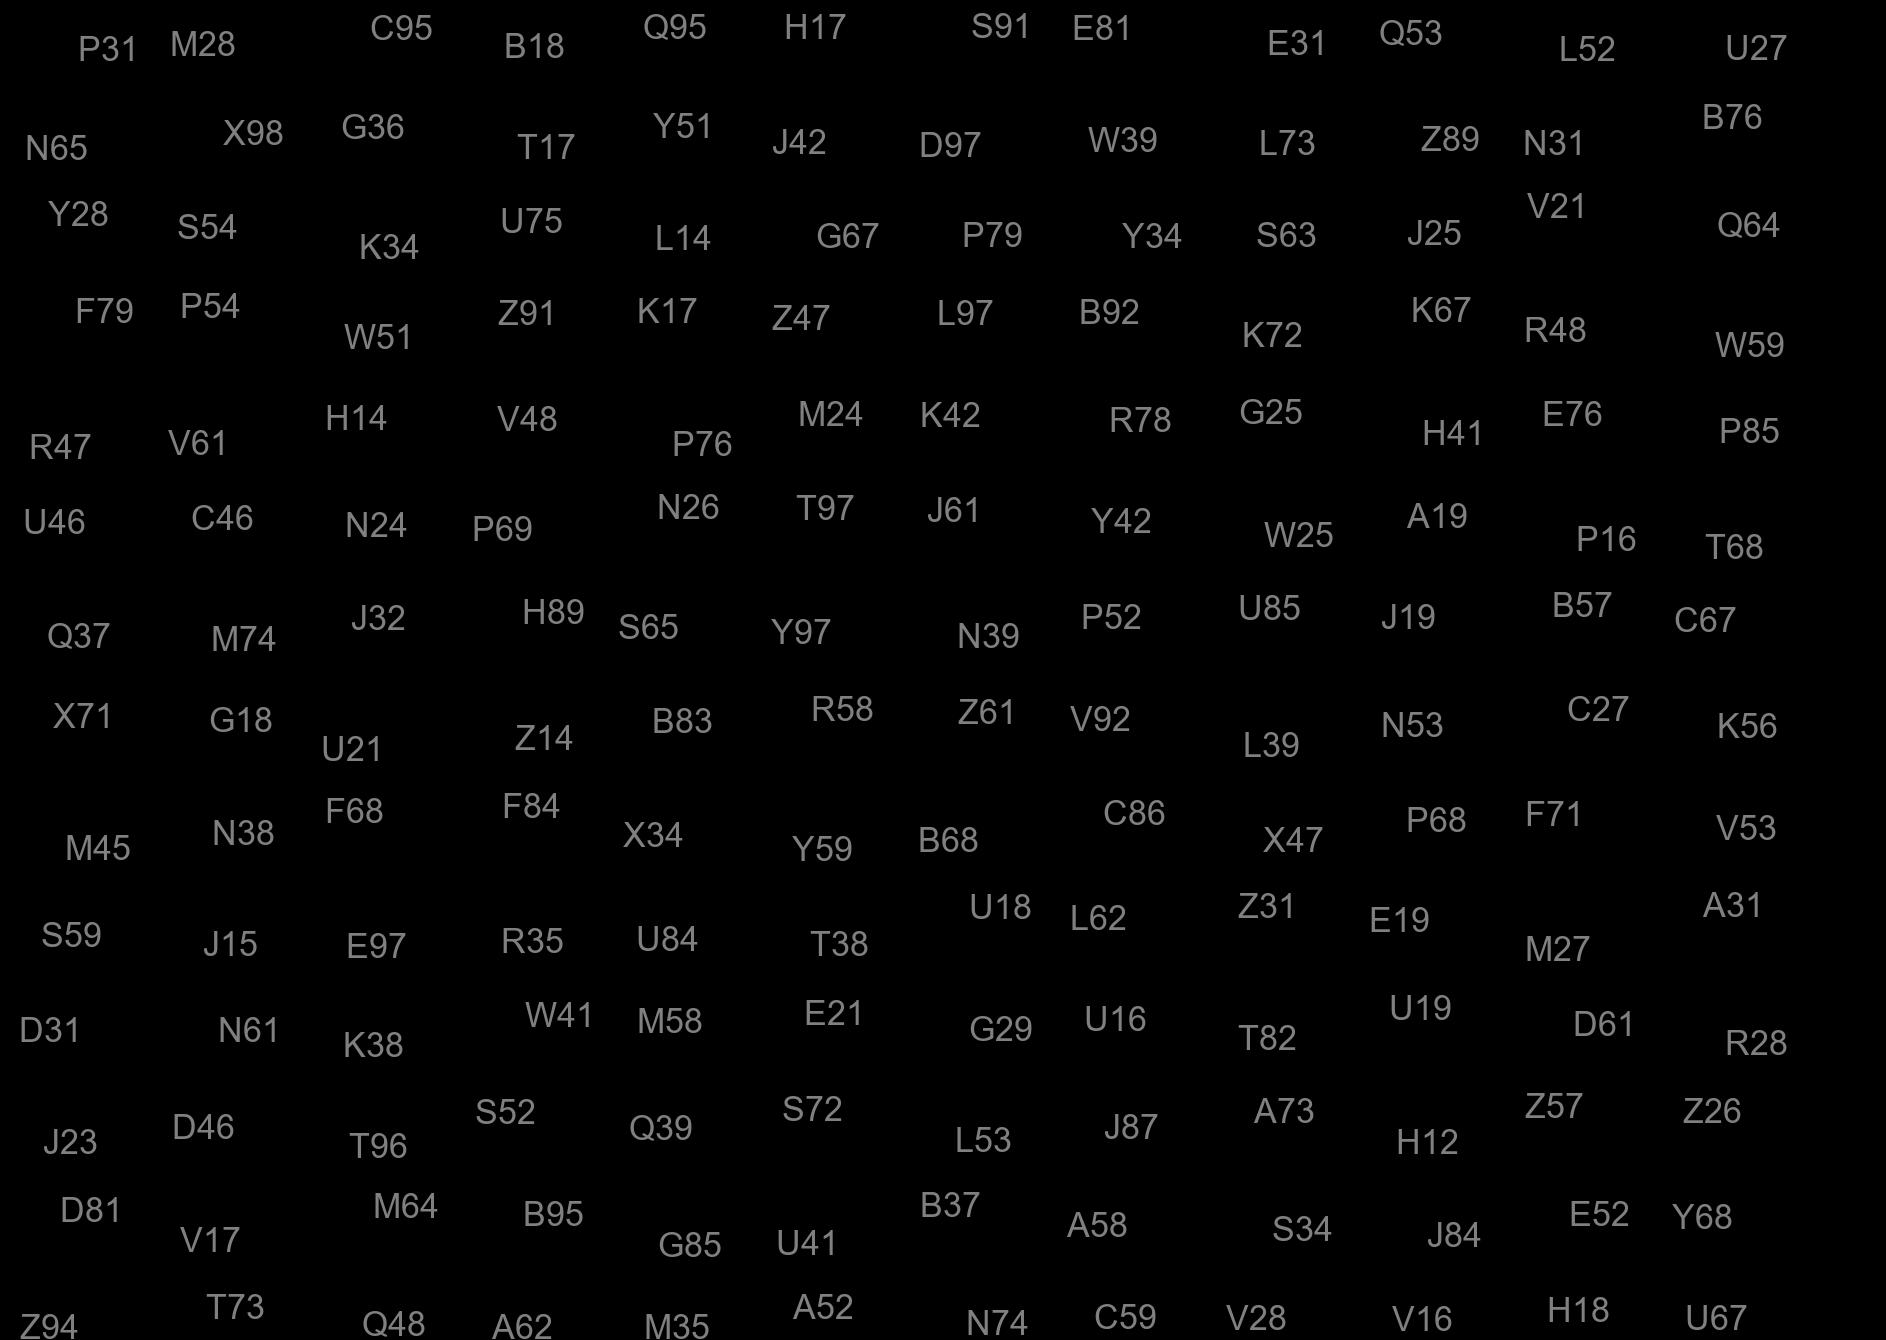 P31 M28 C95 B18 Q95 H17 S91 E81 E31 Q53 L52 U27
N65 X98 G36 T17 Y51 J42 D97 W39 L73 Z89 N31 B76
Y28 S54 K34 U75 L14 G67 P79 Y34 S63 J25 V21 Q64
F79 P54 W51 Z91 K17 Z47 L97 B92 K72 K67 R48 W59
R47 V61 H14 V48 P76 M24 K42 R78 G25 H41 E76 P85
U46 C46 N24 P69 N26 T97 J61 Y42 W25 A19 P16 T68
Q37 M74 J32 H89 S65 Y97 N39 P52 U85 J19 B57 C67
X71 G18 U21 Z14 B83 R58 Z61 V92 L39 N53 C27 K56
M45 N38 F68 F84 X34 Y59 B68 C86 X47 P68 F71 V53
S59 J15 E97 R35 U84 T38 U18 L62 Z31 E19 M27 A31
D31 N61 K38 W41 M58 E21 G29 U16 T82 U19 D61 R28
J23 D46 T96 S52 Q39 S72 L53 J87 A73 H12 Z57 Z26
D81 V17 M64 B95 G85 U41 B37 A58 S34 J84 E52 Y68
Z94 T73 Q48 A62 M35 A52 N74 C59 V28 V16 H18 U67